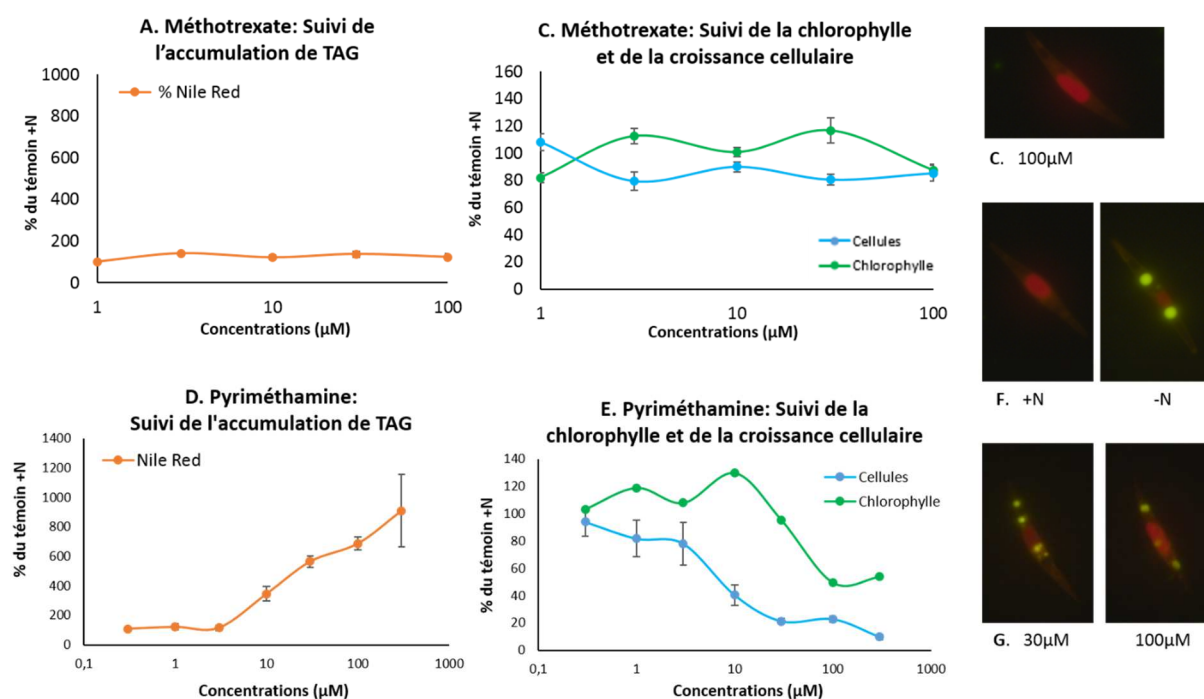 A. Méthotrexate: Suivi de
l’accumulation de TAG
% du témoin +N
1000
800
600
400
200
0
% Nile Red
1
10
100
Concentrations (µM)
C. Méthotrexate: Suivi de la chlorophylle
et de la croissance cellulaire
% du témoin +N
160
140
120
100
80
60
40
20
0
Cellules
Chlorophylle
1
10
100
Concentrations (µM)
C. 100µM
+N
-N
F.
D. Pyriméthamine:
Suivi de l'accumulation de TAG
% du témoin +N
1400
1200
1000
800
600
400
200
0
Nile Red
0,1
1
10
100
1000
Concentrations (µM)
E. Pyriméthamine: Suivi de la
chlorophylle et de la croissance cellulaire
% du témoin +N
140
120
100
80
60
40
20
0
Cellules
Chlorophylle
0,1
1
10
100
1000
Concentrations (µM)
G. 30µM
100µM